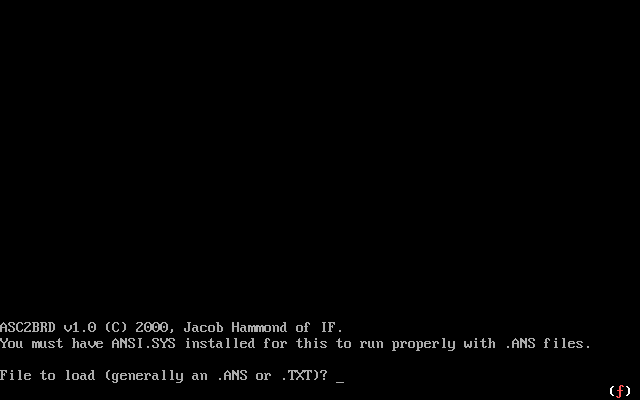 ASC2BRD v1.0 (C) 2000, Jacob Hammond of IF.
You must have ANSI.SYS installed for this to run properly with .ANS files.
File to load (generally an .ANS or .TXT)? _
(ƒ)